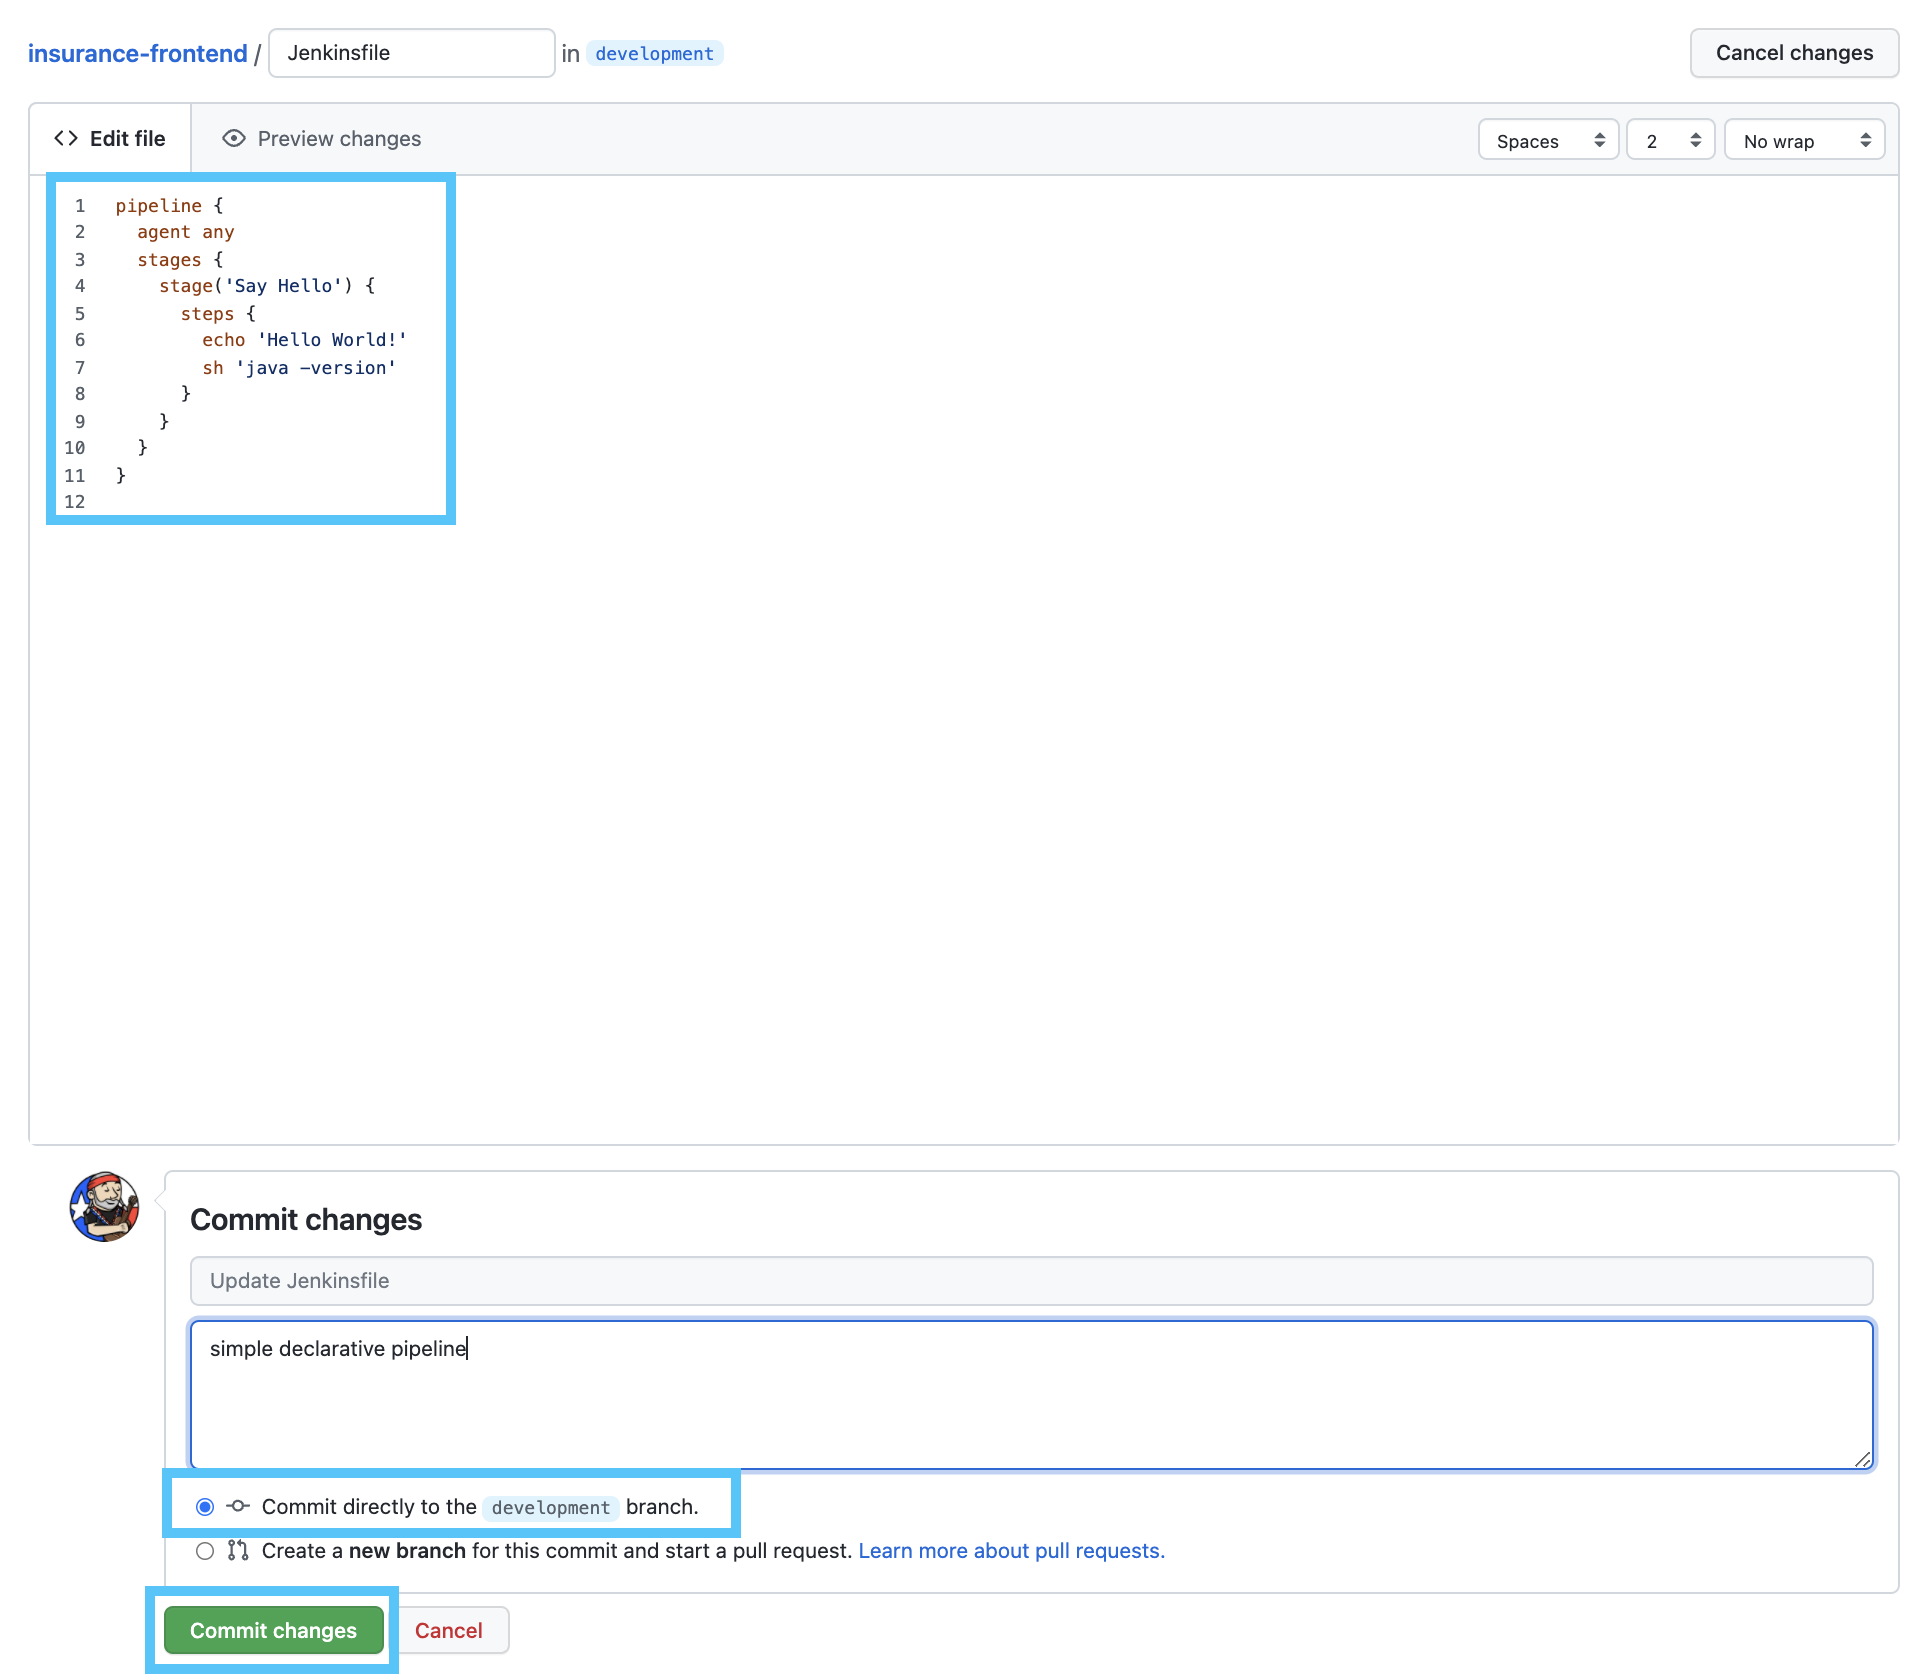 insurance-frontend / Jenkinsfile in development Cancel changes
Edit file Preview changes Spaces 2 No wrap
1 pipeline {
2   agent any
3   stages {
4     stage('Say Hello') {
5       steps {
6         echo 'Hello World!'
7         sh 'java -version'
8       }
9     }
10   }
11 }
12
Commit changes
Update Jenkinsfile
simple declarative pipeline
Commit directly to the development branch.
Create a new branch for this commit and start a pull request. Learn more about pull requests.
Commit changes Cancel